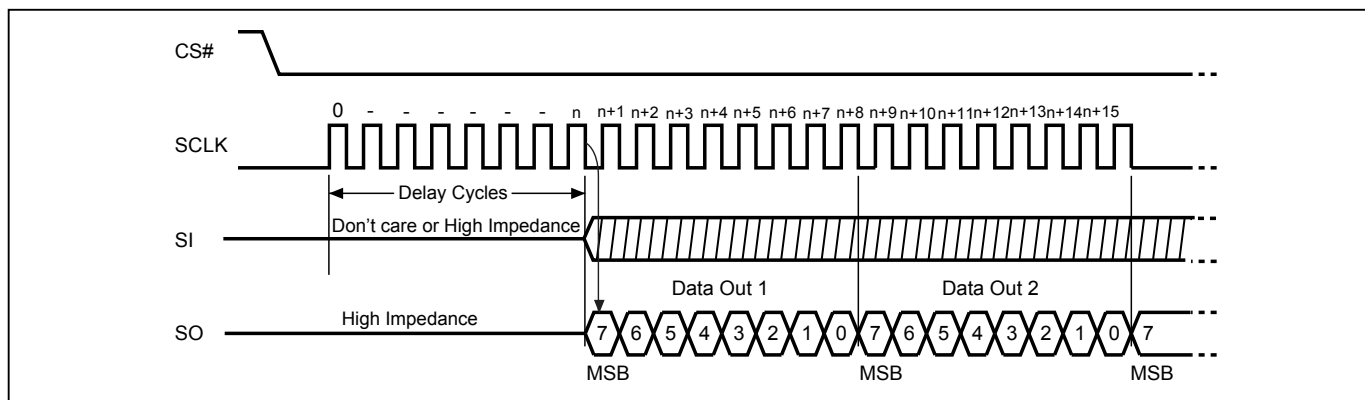 CS#
0 - - - - - - n n+1 n+2 n+3 n+4 n+5 n+6 n+7 n+8 n+9 n+10 n+11 n+12 n+13 n+14 n+15
SCLK
Delay Cycles
Don't care or High Impedance
SI
Data Out 1 Data Out 2
High Impedance
SO 7 6 5 4 3 2 1 0 7 6 5 4 3 2 1 0 7
MSB MSB MSB